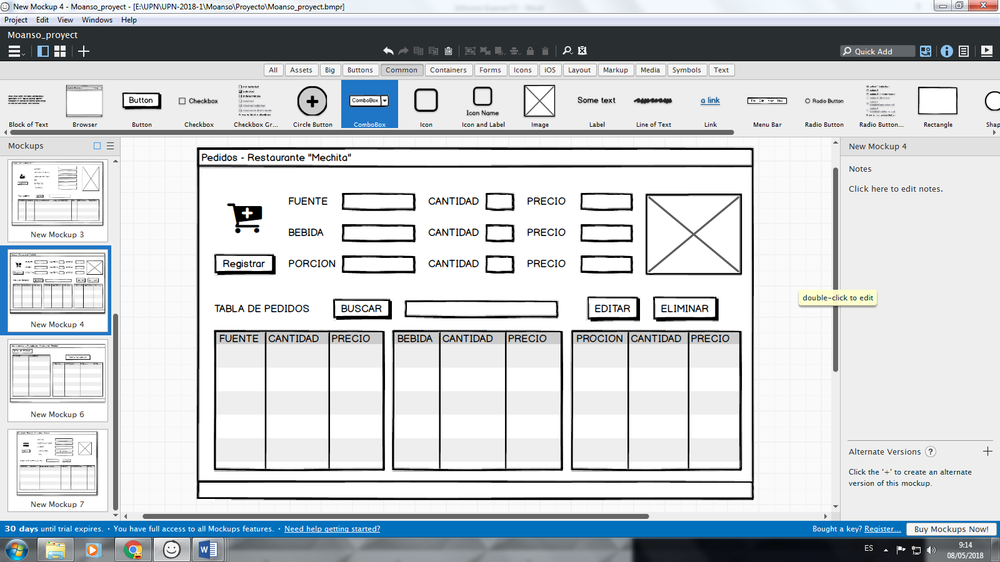 New Mockup 4 - Moanso_proyect - [E:\UPN\UPN-2018-1\Moanso\Proyecto\Moanso_proyect.bmpr]
Project Edit View Windows Help
Moanso_proyect
Quick Add
All Assets Big Buttons Common Containers Forms Icons iOS Layout Markup Media Symbols Text
Button
Checkbox
ComboBox
Icon Name
Some text
a link
Radio Button
Block of Text Browser Button Checkbox Checkbox Gr... Circle Button ComboBox Icon Icon and Label Image Label Line of Text Link Menu Bar Radio Button Radio Button... Rectangle Shap
Mockups
New Mockup 3
New Mockup 4
New Mockup 6
New Mockup 7
Pedidos - Restaurante "Mechita"
FUENTE CANTIDAD PRECIO
BEBIDA CANTIDAD PRECIO
Registrar PORCION CANTIDAD PRECIO
TABLA DE PEDIDOS BUSCAR EDITAR ELIMINAR
FUENTE CANTIDAD PRECIO BEBIDA CANTIDAD PRECIO PROCION CANTIDAD PRECIO
double-click to edit
New Mockup 4
Notes
Click here to edit notes.
Alternate Versions ?
Click the '+' to create an alternate
version of this mockup.
30 days until trial expires. · You have full access to all Mockups features. · Need help getting started?
Bought a key? Register... Buy Mockups Now!
ES
9:14
08/05/2018